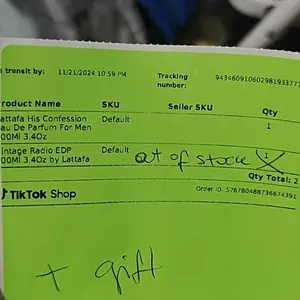 transit by: 11/21/2024 10:59 PM Tracking number: 9434609106029819337
roduct Name SKU Seller SKU Qty
attafa His Confession Default 1
au De Parfum For Men
00Ml 3.4Oz
intage Radio EDP Default out of stock
00Ml 3.4Oz by Lattafa
Qty Total: 2
TikTok Shop Order ID: 576780488736674391
+ gift